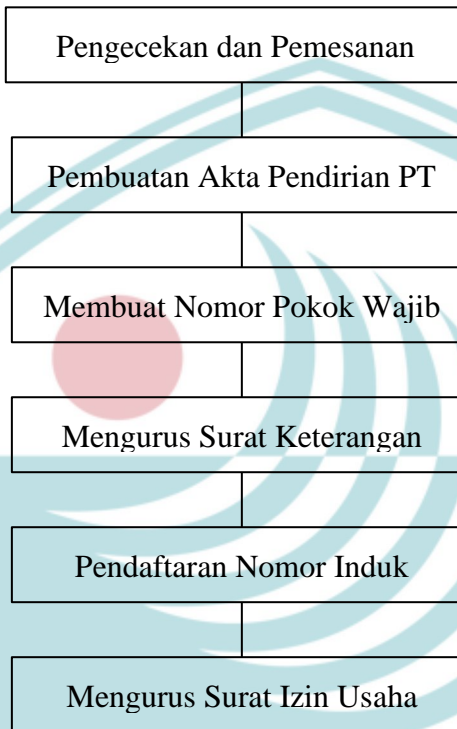 Pengecekan dan Pemesanan
Pembuatan Akta Pendirian PT
Membuat Nomor Pokok Wajib
Mengurus Surat Keterangan
Pendaftaran Nomor Induk
Mengurus Surat Izin Usaha